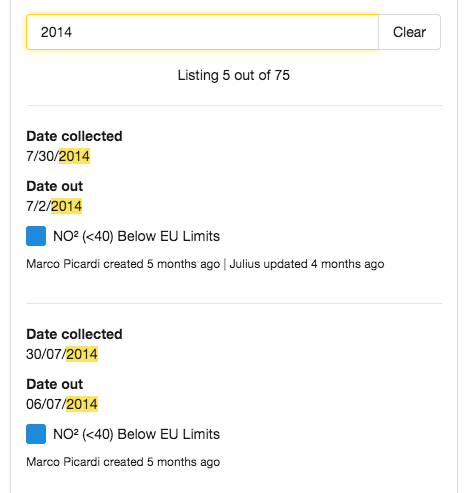 2014
Clear
Listing 5 out of 75
Date collected
7/30/2014
Date out
7/2/2014
NO² (<40) Below EU Limits
Marco Picardi created 5 months ago | Julius updated 4 months ago
Date collected
30/07/2014
Date out
06/07/2014
NO² (<40) Below EU Limits
Marco Picardi created 5 months ago